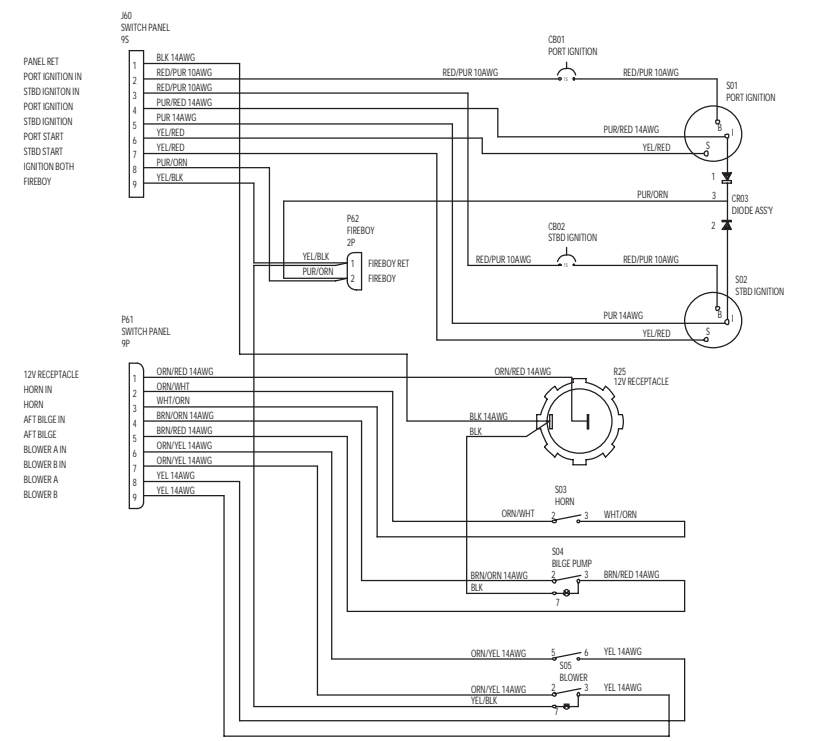 J60
SWITCH PANEL
9S
PANEL RET
1
BLK 14AWG
PORT IGNITION IN
2
RED/PUR 10AWG
STBD IGNITON IN
3
RED/PUR 10AWG
PORT IGNITION
4
PUR/RED 14AWG
STBD IGNITION
5
PUR 14AWG
PORT START
6
YEL/RED
STBD START
7
YEL/RED
IGNITION BOTH
8
PUR/ORN
FIREBOY
9
YEL/BLK
CB01
PORT IGNITION
RED/PUR 10AWG
15
RED/PUR 10AWG
S01
PORT IGNITION
B
I
S
PUR/RED 14AWG
YEL/RED
1
PUR/ORN
3
CR03
DIODE ASS'Y
2
P62
FIREBOY
2P
YEL/BLK
1
FIREBOY RET
PUR/ORN
2
FIREBOY
CB02
STBD IGNITION
RED/PUR 10AWG
15
RED/PUR 10AWG
S02
STBD IGNITION
B
I
S
PUR 14AWG
YEL/RED
P61
SWITCH PANEL
9P
12V RECEPTACLE
1
ORN/RED 14AWG
HORN IN
2
ORN/WHT
HORN
3
WHT/ORN
AFT BILGE IN
4
BRN/ORN 14AWG
AFT BILGE
5
BRN/RED 14AWG
BLOWER A IN
6
ORN/YEL 14AWG
BLOWER B IN
7
ORN/YEL 14AWG
BLOWER A
8
YEL 14AWG
BLOWER B
9
YEL 14AWG
ORN/RED 14AWG
R25
12V RECEPTACLE
BLK 14AWG
BLK
S03
HORN
ORN/WHT
2
3
WHT/ORN
S04
BILGE PUMP
BRN/ORN 14AWG
2
3
BRN/RED 14AWG
BLK
7
ORN/YEL 14AWG
5
6
YEL 14AWG
S05
BLOWER
ORN/YEL 14AWG
2
3
YEL 14AWG
YEL/BLK
7